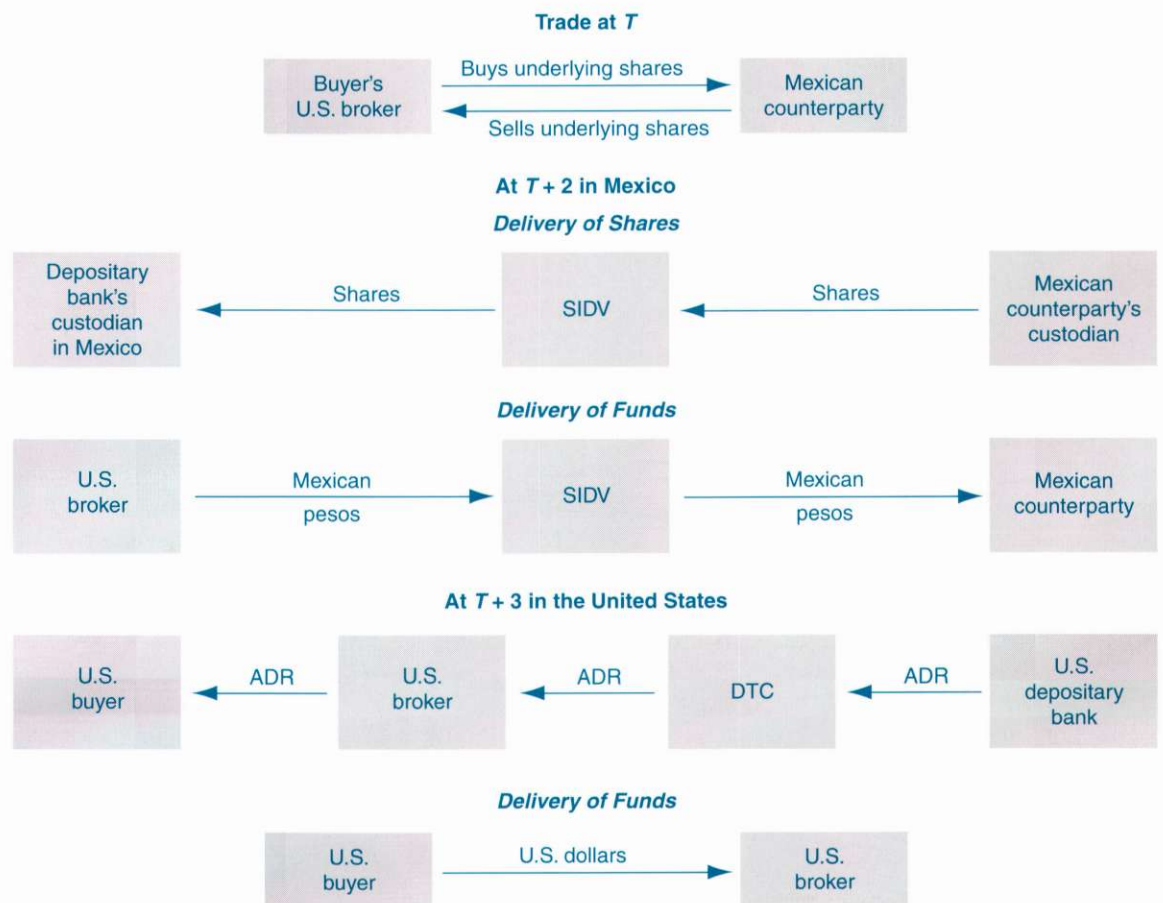 Trade at T
Buyer's
U.S. broker
Buys underlying shares
Sells underlying shares
Mexican
counterparty
At T + 2 in Mexico
Delivery of Shares
Depositary
bank's
custodian
in Mexico
Shares
SIDV
Shares
Mexican
counterparty's
custodian
Delivery of Funds
U.S.
broker
Mexican
pesos
SIDV
Mexican
pesos
Mexican
counterparty
At T + 3 in the United States
U.S.
buyer
ADR
U.S.
broker
ADR
DTC
ADR
U.S.
depositary
bank
Delivery of Funds
U.S.
buyer
U.S. dollars
U.S.
broker